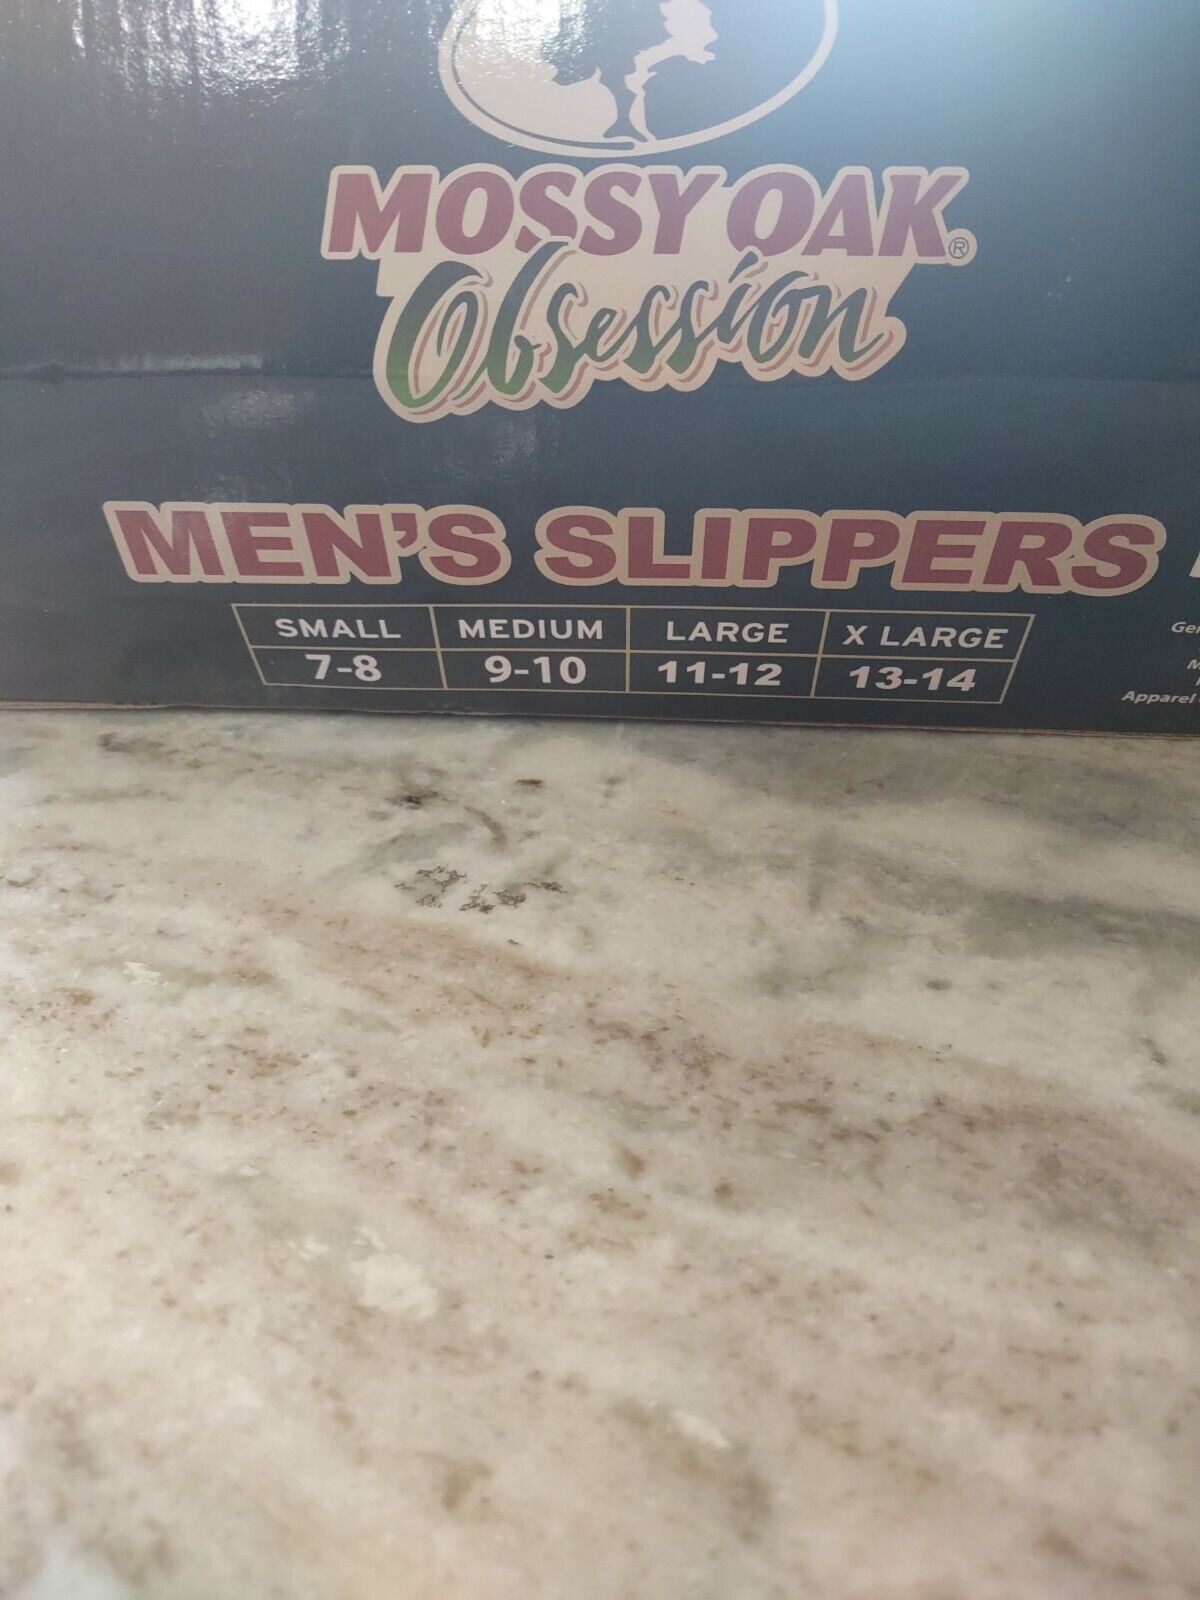 MOSSY OAK®
Obsession
MEN'S SLIPPERS
SMALL MEDIUM LARGE X LARGE
7-8 9-10 11-12 13-14
Apparel